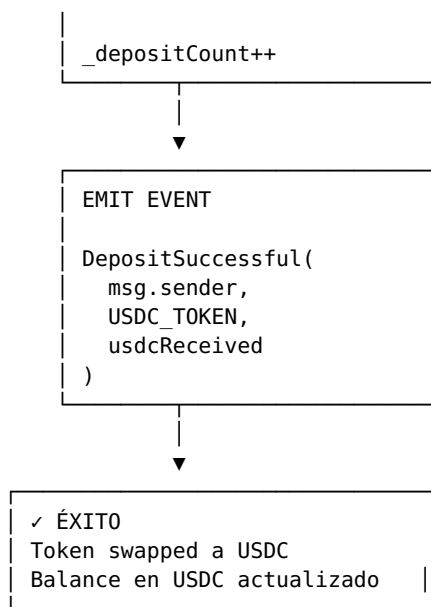 _depositCount++
EMIT EVENT
DepositSuccessful(
msg.sender,
USDC_TOKEN,
usdcReceived
)
✓ ÉXITO
Token swapped a USDC
Balance en USDC actualizado